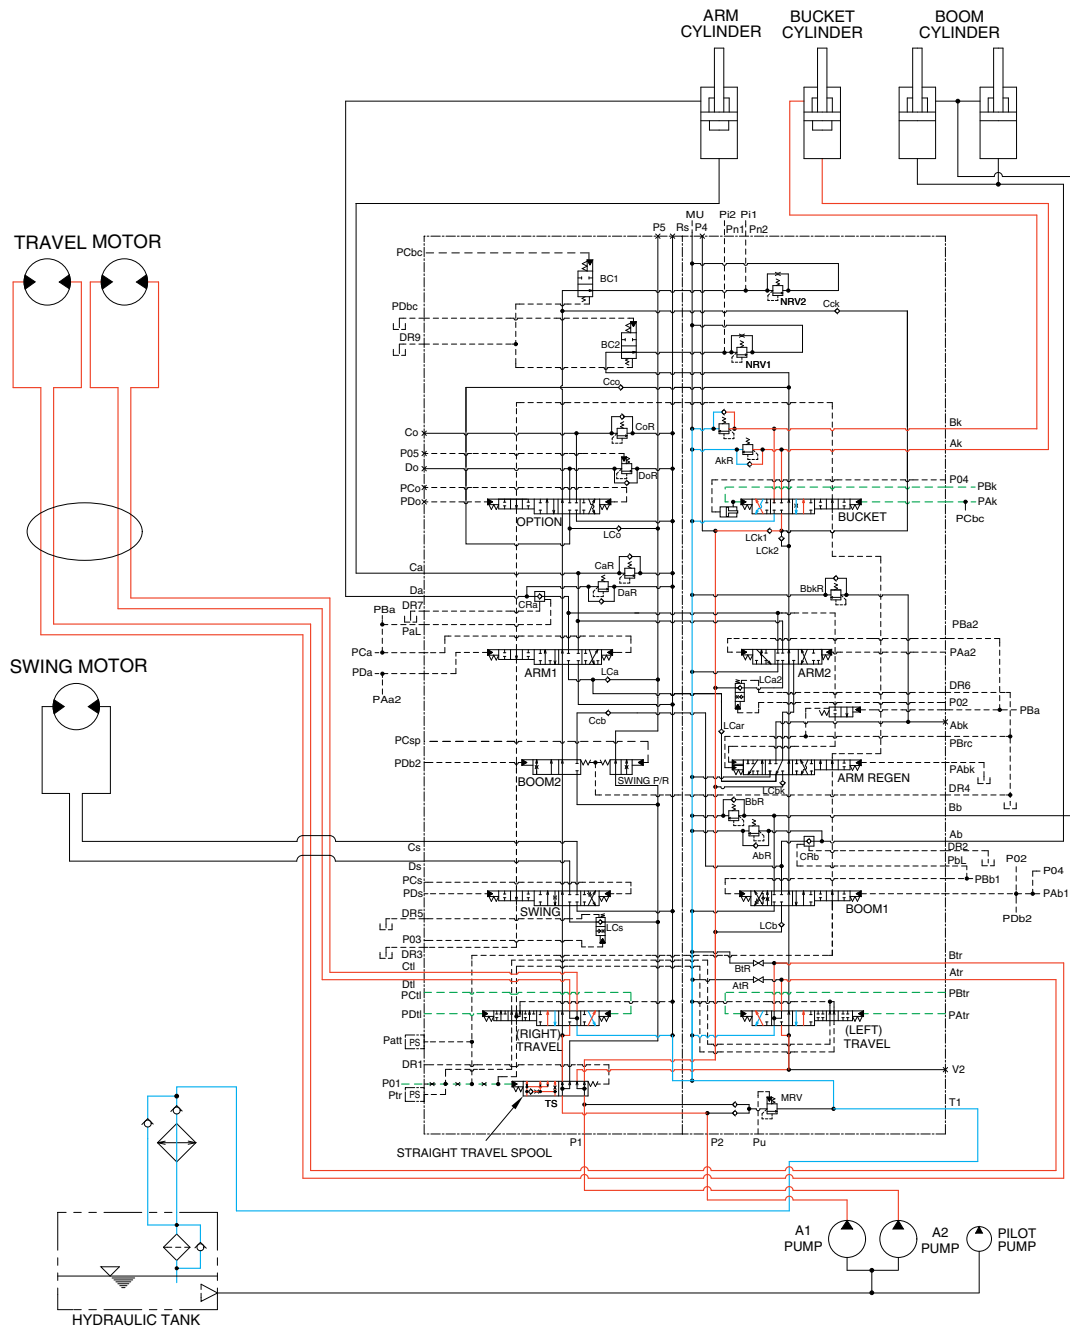 ARM
CYLINDER
BUCKET
CYLINDER
BOOM
CYLINDER
TRAVEL MOTOR
SWING MOTOR
MU
P5
Rs
P4
Pi2
Pi1
Pn1
Pn2
PCbc
BC1
NRV2
Cck
PDbc
DR9
BC2
NRV1
Cco
Co
CoR
Bk
Ak
P05
AkR
Do
DoR
P04
PBk
PCo
PDo
PAk
PCbc
OPTION
BUCKET
LCo
LCk1
LCk2
Ca
CaR
Da
DaR
CRa
BbkR
PBa
DR7
PaL
PBa2
PCa
PAa2
PDa
ARM1
LCa
ARM2
PAa2
LCa2
DR6
P02
PBa
Ccb
LCar
Abk
PCsp
PBrc
PDb2
PAbk
BOOM2
SWING P/R
ARM REGEN
LCbk
DR4
BbR
Bb
AbR
CRb
Ab
DR2
Cs
PbL
P02
Ds
PCs
PBb1
P04
PDs
PAb1
SWING
BOOM1
PDb2
DR5
LCs
LCb
P03
DR3
Ctl
BtR
Btr
AtR
Atr
Dtl
PCtl
PBtr
PDtl
PAtr
(RIGHT)
TRAVEL
(LEFT)
TRAVEL
Patt
PS
DR1
V2
P01
Ptr
PS
TS
MRV
T1
P1
P2
Pu
STRAIGHT TRAVEL SPOOL
A1
PUMP
A2
PUMP
PILOT
PUMP
HYDRAULIC TANK